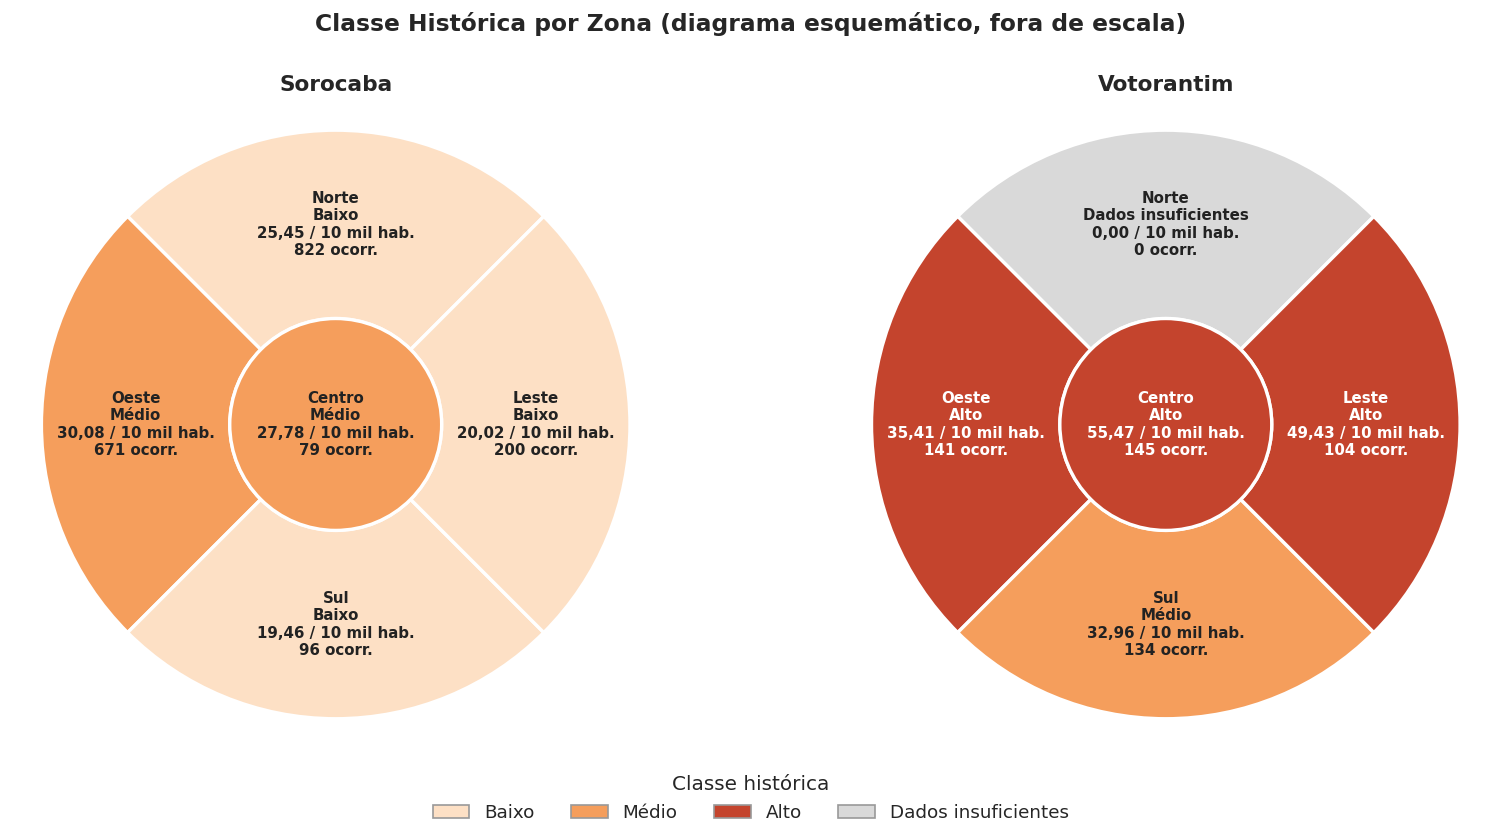 Classe Histórica por Zona (diagrama esquemático, fora de escala)
Sorocaba
Norte
Baixo
25,45 / 10 mil hab.
822 ocorr.
Oeste
Médio
30,08 / 10 mil hab.
671 ocorr.
Centro
Médio
27,78 / 10 mil hab.
79 ocorr.
Leste
Baixo
20,02 / 10 mil hab.
200 ocorr.
Sul
Baixo
19,46 / 10 mil hab.
96 ocorr.
Votorantim
Norte
Dados insuficientes
0,00 / 10 mil hab.
0 ocorr.
Oeste
Alto
35,41 / 10 mil hab.
141 ocorr.
Centro
Alto
55,47 / 10 mil hab.
145 ocorr.
Leste
Alto
49,43 / 10 mil hab.
104 ocorr.
Sul
Médio
32,96 / 10 mil hab.
134 ocorr.
Classe histórica
Baixo
Médio
Alto
Dados insuficientes